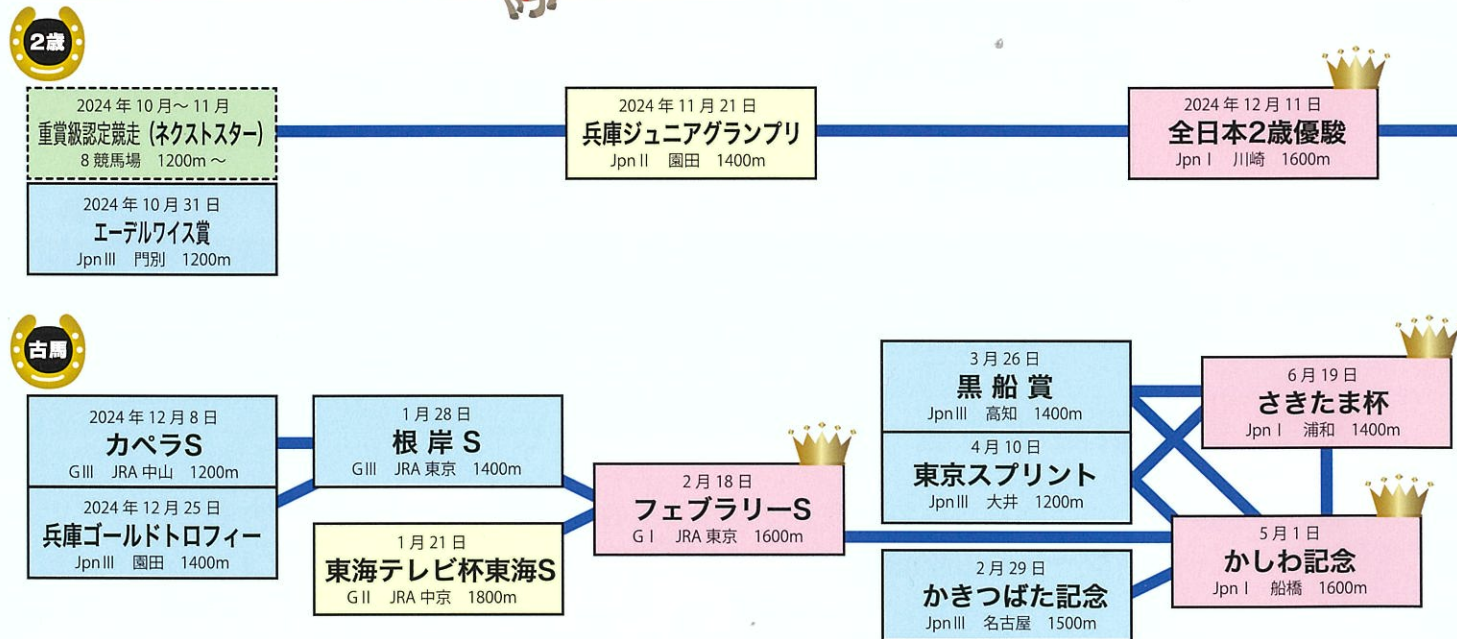 2歳
2024年10月～11月
重賞級認定競走（ネクストスター）
8競馬場　1200m～
2024年10月31日
エーデルワイス賞
JpnⅢ　門別　1200m
2024年11月21日
兵庫ジュニアグランプリ
JpnⅡ　園田　1400m
2024年12月11日
全日本2歳優駿
JpnⅠ　川崎　1600m
古馬
2024年12月8日
カペラS
GⅢ　JRA中山　1200m
2024年12月25日
兵庫ゴールドトロフィー
JpnⅢ　園田　1400m
1月28日
根岸S
GⅢ　JRA東京　1400m
1月21日
東海テレビ杯東海S
GⅡ　JRA中京　1800m
2月18日
フェブラリーS
GⅠ　JRA東京　1600m
3月26日
黒船賞
JpnⅢ　高知　1400m
4月10日
東京スプリント
JpnⅢ　大井　1200m
2月29日
かきつばた記念
JpnⅢ　名古屋　1500m
6月19日
さきたま杯
JpnⅠ　浦和　1400m
5月1日
かしわ記念
JpnⅠ　船橋　1600m